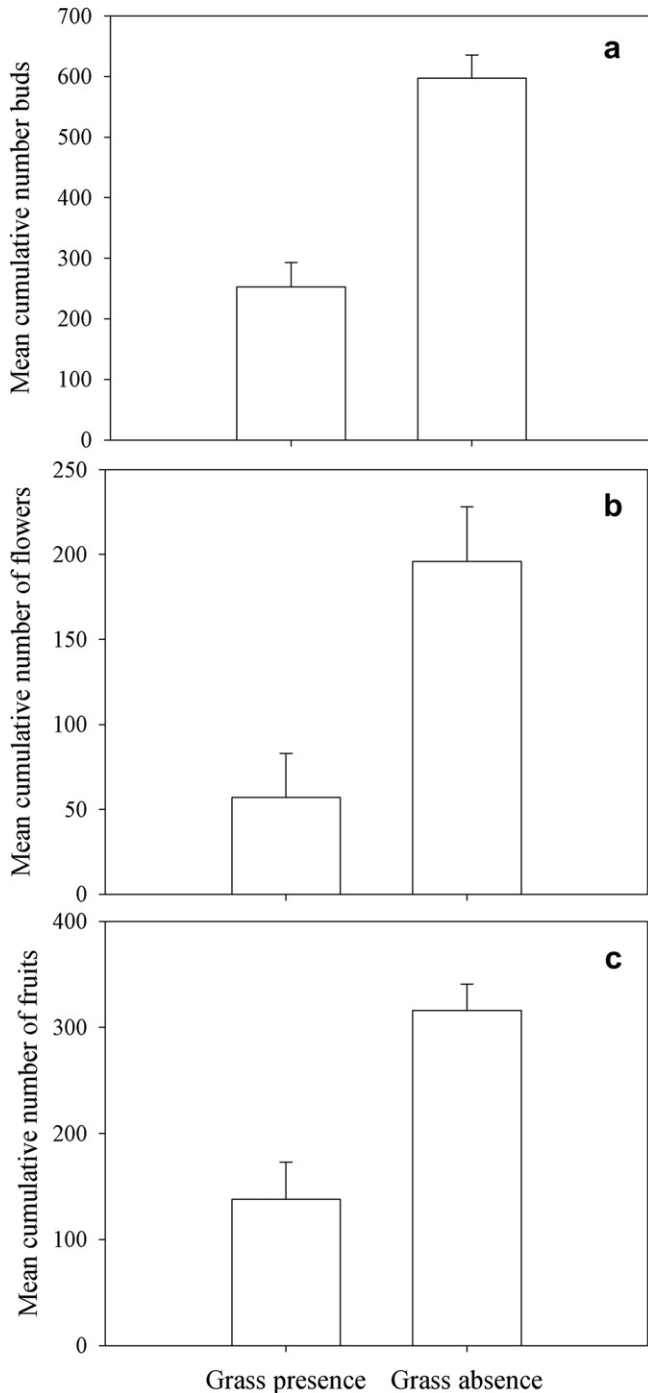 700
a
600
500
400
300
200
100
0
Mean cumulative number buds
250
b
200
150
100
50
0
Mean cumulative number of flowers
400
c
300
200
100
0
Mean cumulative number of fruits
Grass presence Grass absence